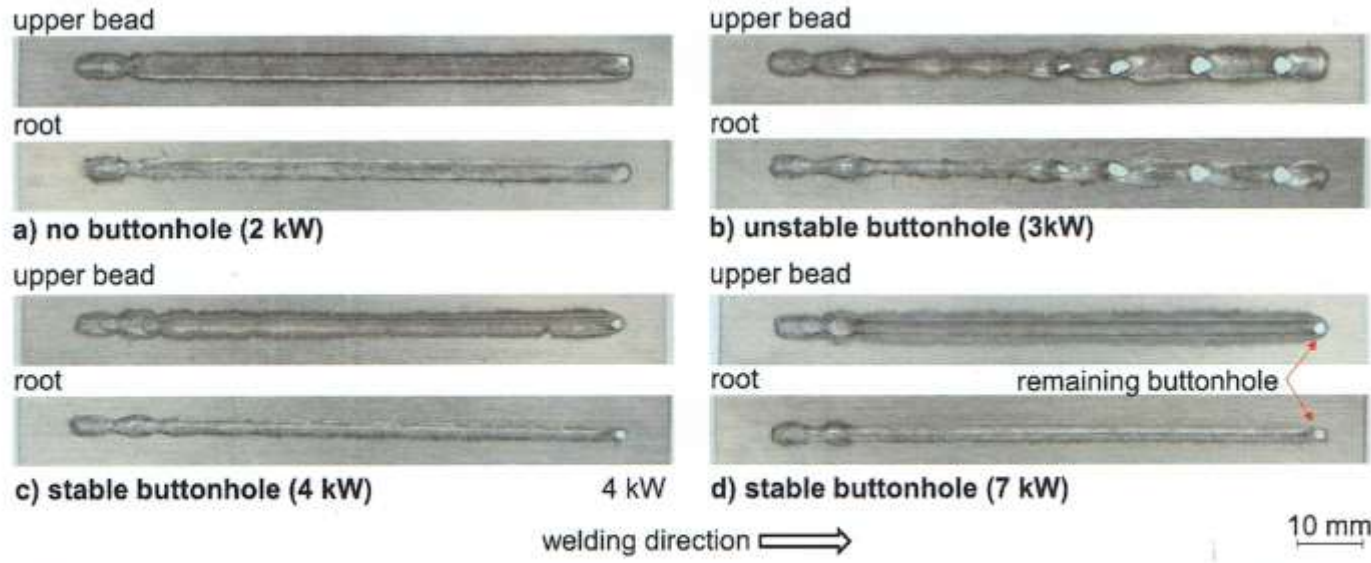 upper bead
root
a) no buttonhole (2 kW)
upper bead
root
b) unstable buttonhole (3kW)
upper bead
root
c) stable buttonhole (4 kW)
4 kW
upper bead
root
remaining buttonhole
d) stable buttonhole (7 kW)
welding direction
10 mm